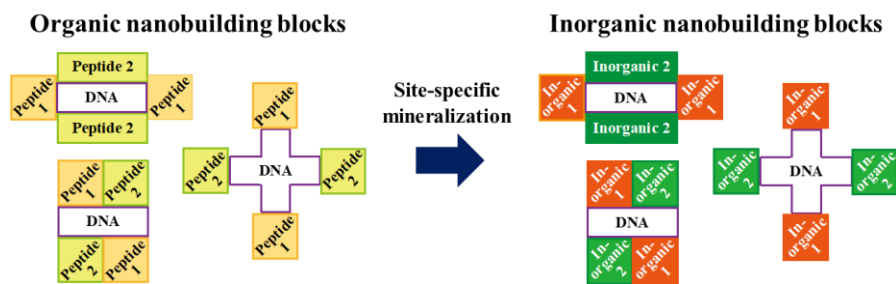 Organic nanobuilding blocks
Peptide 2
Peptide
1
DNA
Peptide
1
Peptide 2
Peptide
1
Peptide
2
DNA
Peptide
2
Peptide
1
Peptide
1
Peptide
2
DNA
Peptide
2
Peptide
1
Site-specific
mineralization
Inorganic nanobuilding blocks
Inorganic 2
In-
organic
1
DNA
In-
organic
1
Inorganic 2
In-
organic
1
In-
organic
2
DNA
In-
organic
2
In-
organic
1
In-
organic
1
In-
organic
2
DNA
In-
organic
2
In-
organic
1